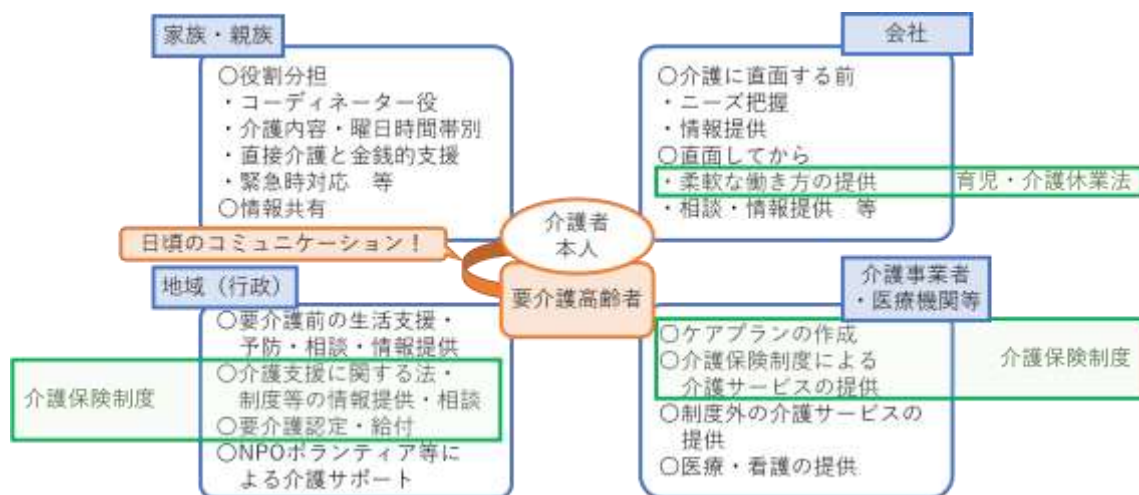 家族・親族
○役割分担
・コーディネーター役
・介護内容・曜日時間帯別
・直接介護と金銭的支援
・緊急時対応　等
○情報共有
会社
○介護に直面する前
・ニーズ把握
・情報提供
○直面してから
・柔軟な働き方の提供
育児・介護休業法
・相談・情報提供　等
介護者
本人
日頃のコミュニケーション！
要介護高齢者
地域（行政）
○要介護前の生活支援・
予防・相談・情報提供
介護保険制度
○介護支援に関する法・
制度等の情報提供・相談
○要介護認定・給付
○NPOボランティア等に
よる介護サポート
介護事業者
・医療機関等
○ケアプランの作成
○介護保険制度による
介護サービスの提供
介護保険制度
○制度外の介護サービスの
提供
○医療・看護の提供